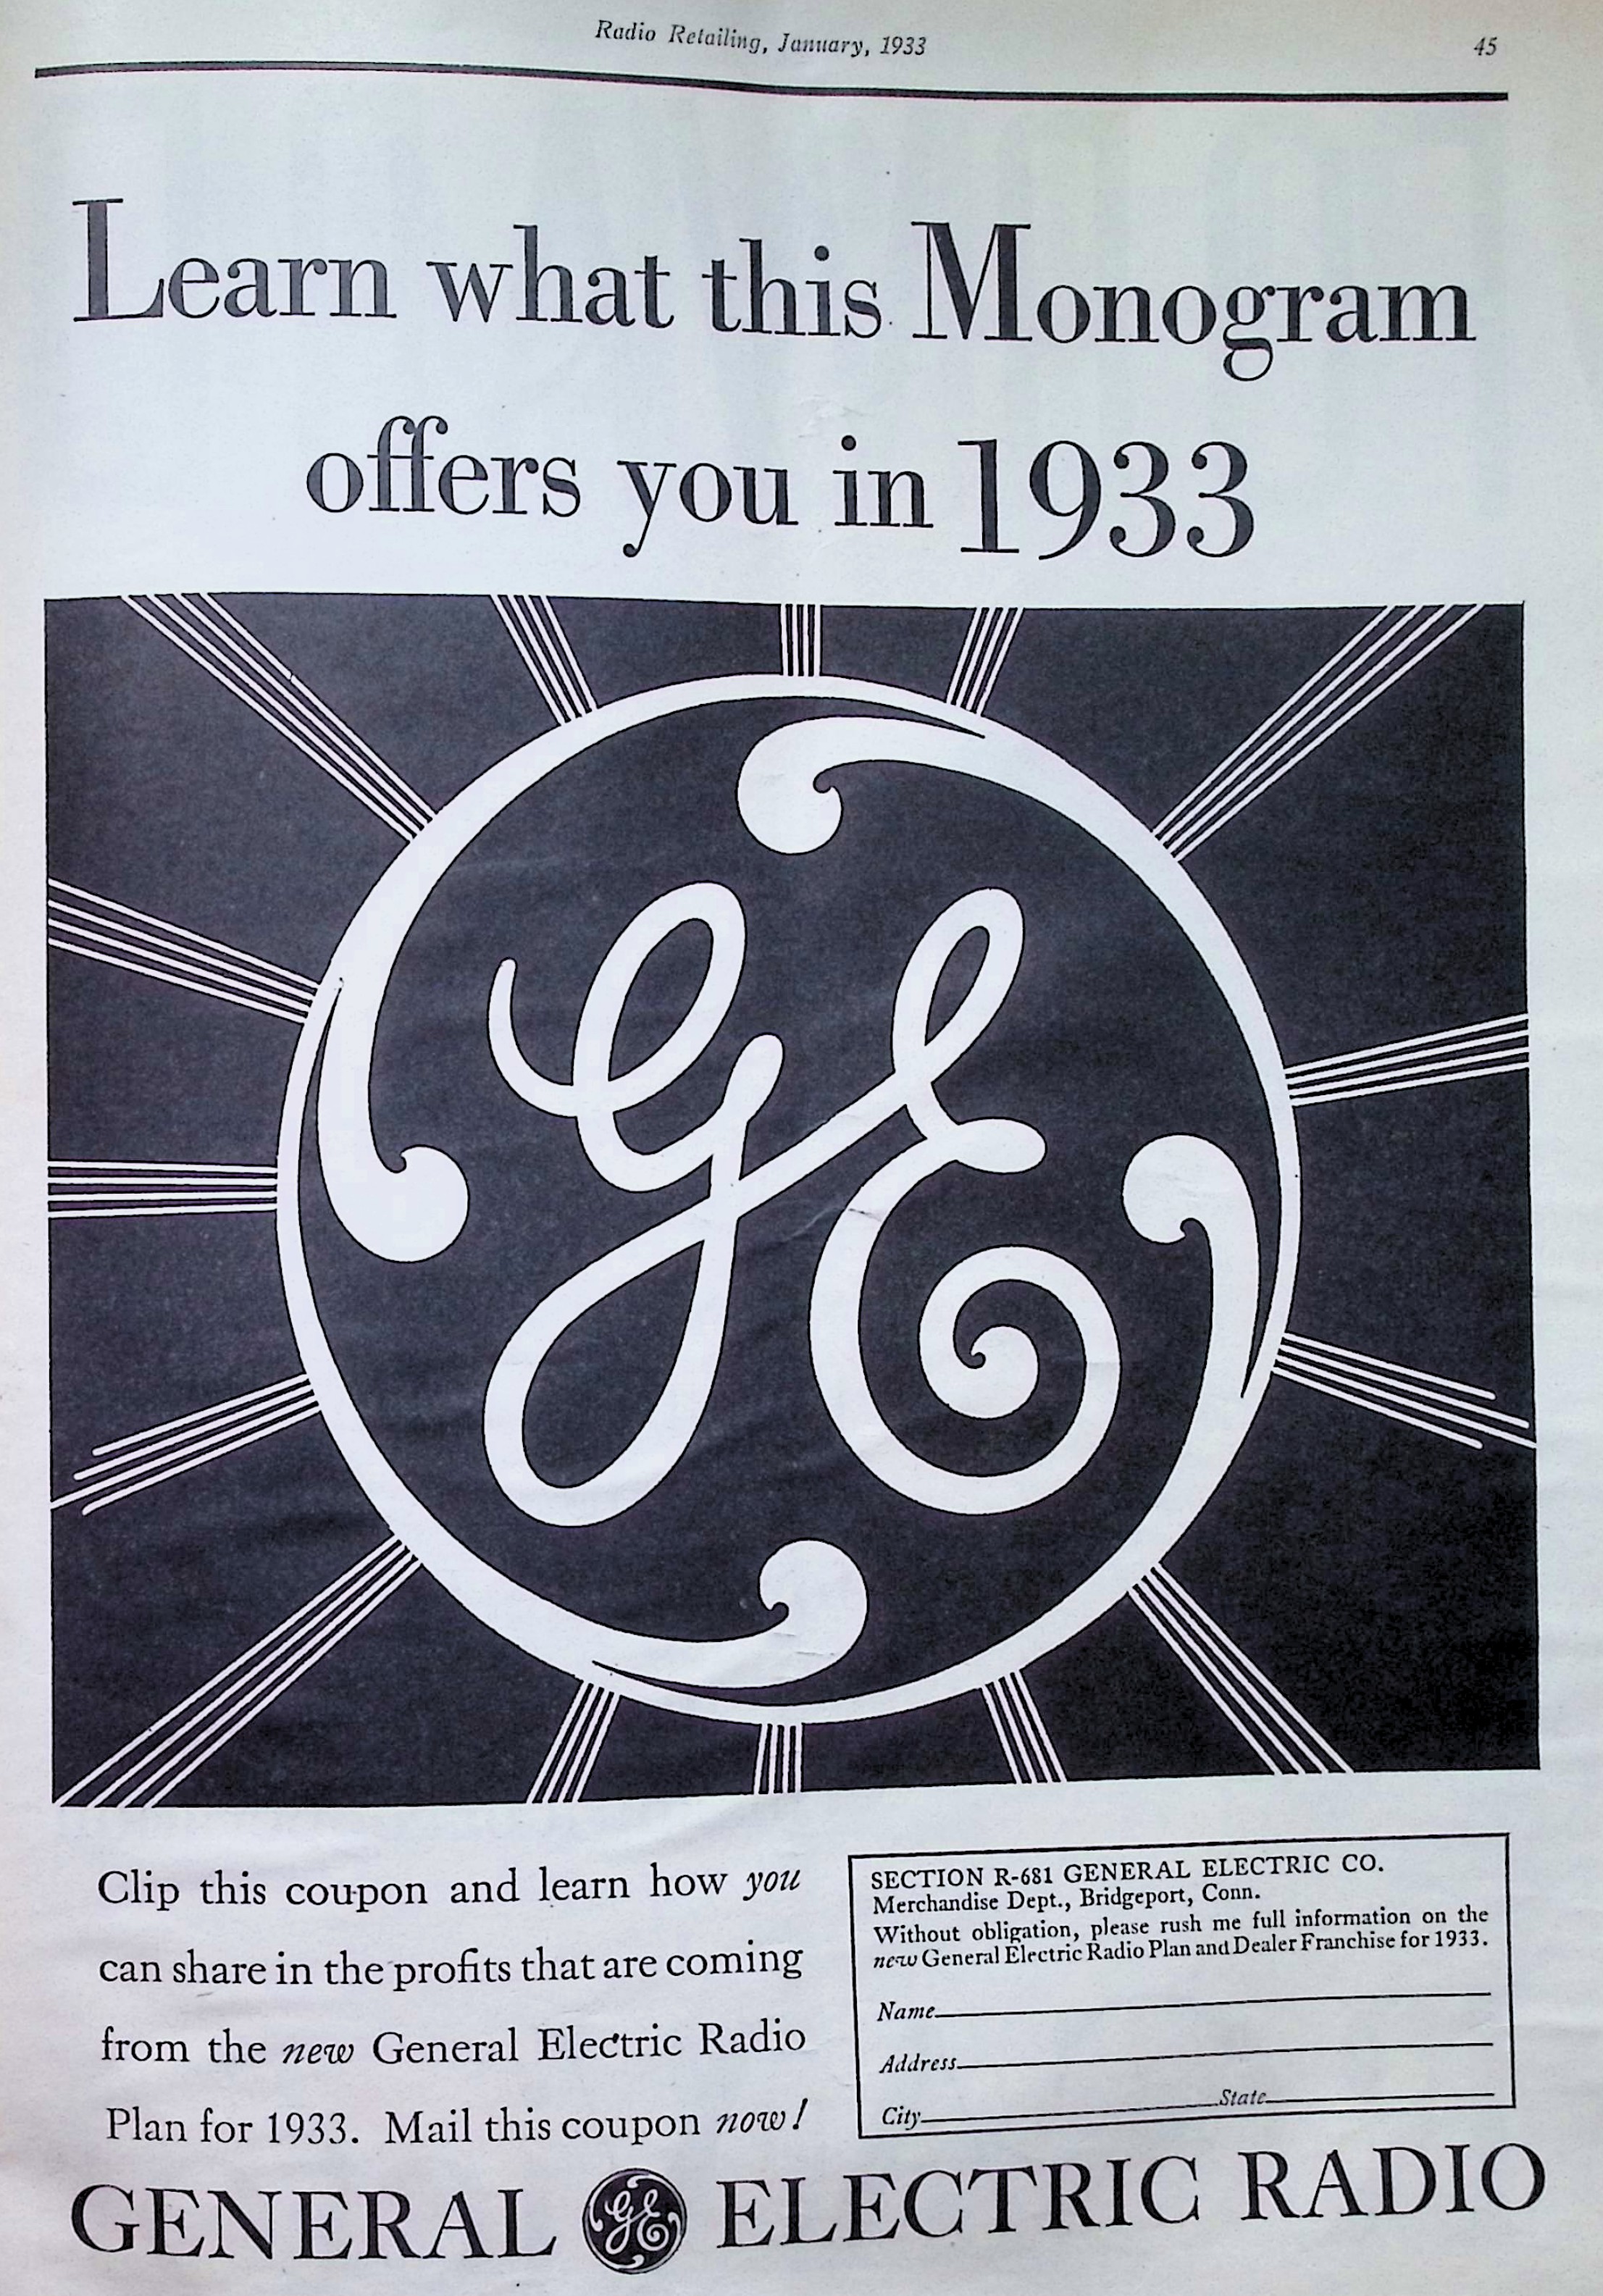 Radio Retailing, January, 1933
45
Learn what this Monogram
offers you in 1933
GE
Clip this coupon and learn how you
can share in the profits that are coming
from the new General Electric Radio
Plan for 1933. Mail this coupon now!
SECTION R-681 GENERAL ELECTRIC CO.
Merchandise Dept., Bridgeport, Conn.
Without obligation, please rush me full information on the
new General Electric Radio Plan and Dealer Franchise for 1933.
Name
Address
City State
GENERAL GE ELECTRIC RADIO